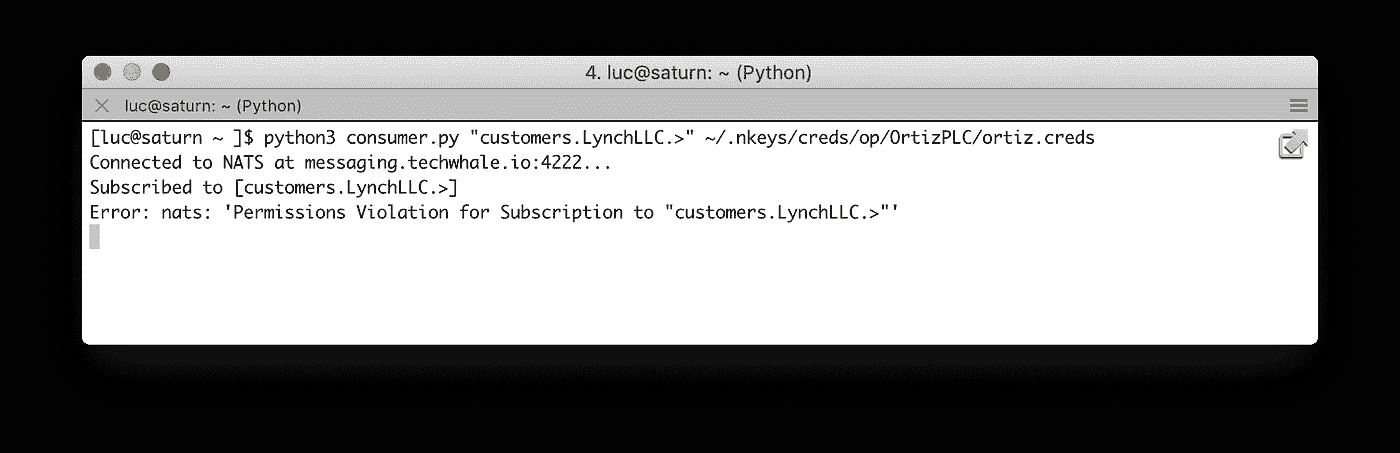 4. luc@saturn: ~ (Python)
luc@saturn: ~ (Python)
[luc@saturn ~ ]$ python3 consumer.py "customers.LynchLLC.>" ~/.nkeys/creds/op/OrtizPLC/ortiz.creds
Connected to NATS at messaging.techwhale.io:4222...
Subscribed to [customers.LynchLLC.>]
Error: nats: 'Permissions Violation for Subscription to "customers.LynchLLC.>"'